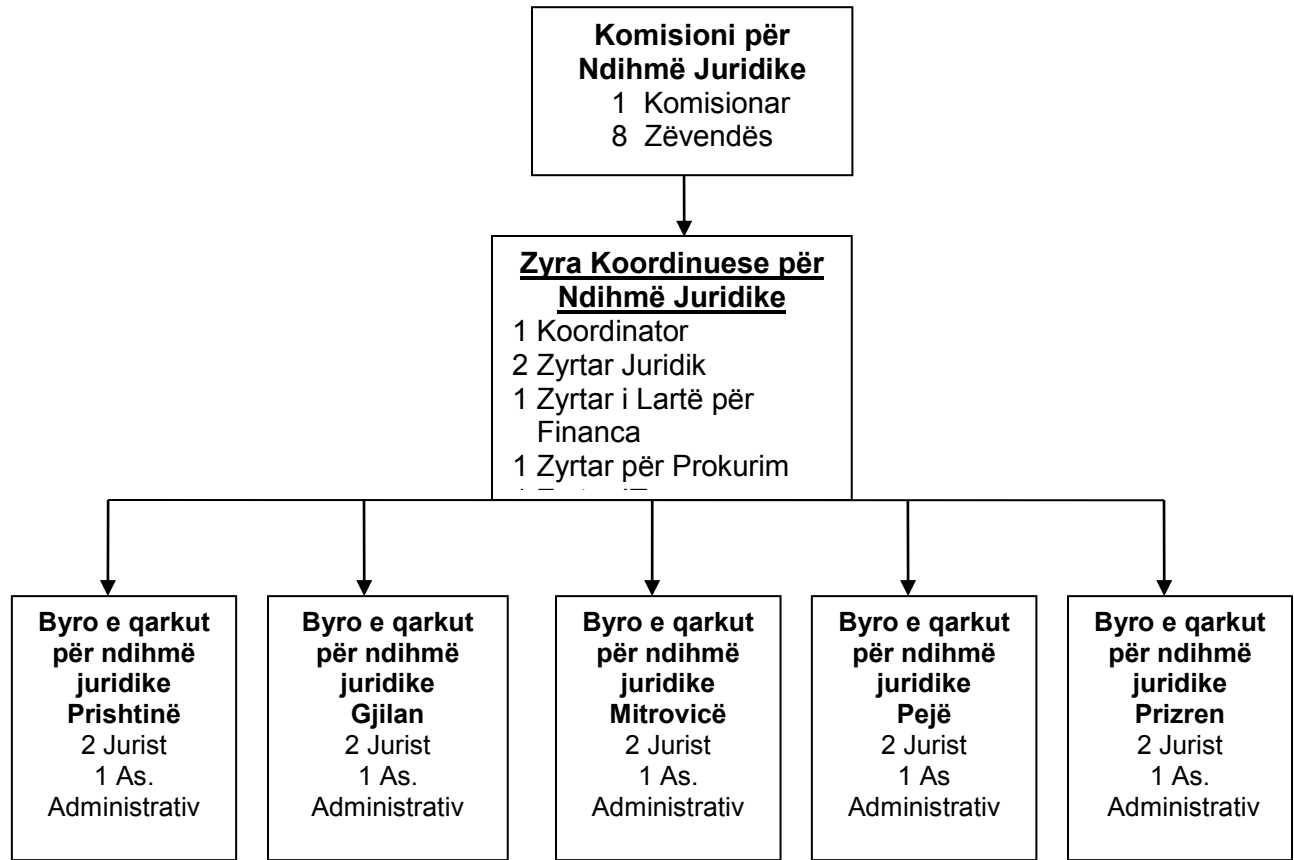 Komisioni për
Ndihmë Juridike
1 Komisionar
8 Zëvendës
Zyra Koordinuese për
Ndihmë Juridike
1 Koordinator
2 Zyrtar Juridik
1 Zyrtar i Lartë për
Financa
1 Zyrtar për Prokurim
Byro e qarkut
për ndihmë
juridike
Prishtinë
2 Jurist
1 As.
Administrativ
Byro e qarkut
për ndihmë
juridike
Gjilan
2 Jurist
1 As.
Administrativ
Byro e qarkut
për ndihmë
juridike
Mitrovicë
2 Jurist
1 As.
Administrativ
Byro e qarkut
për ndihmë
juridike
Pejë
2 Jurist
1 As
Administrativ
Byro e qarkut
për ndihmë
juridike
Prizren
2 Jurist
1 As.
Administrativ